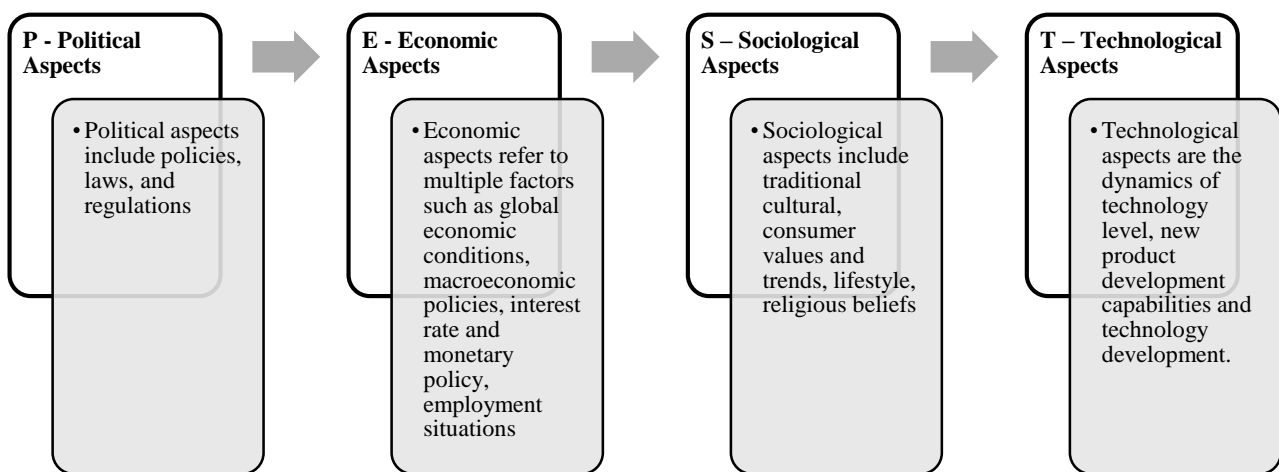 P - Political
Aspects
• Political aspects
include policies,
laws, and
regulations
E - Economic
Aspects
• Economic
aspects refer to
multiple factors
such as global
economic
conditions,
macroeconomic
policies, interest
rate and
monetary
policy,
employment
situations
S – Sociological
Aspects
• Sociological
aspects include
traditional
cultural,
consumer
values and
trends, lifestyle,
religious beliefs
T – Technological
Aspects
• Technological
aspects are the
dynamics of
technology
level, new
product
development
capabilities and
technology
development.